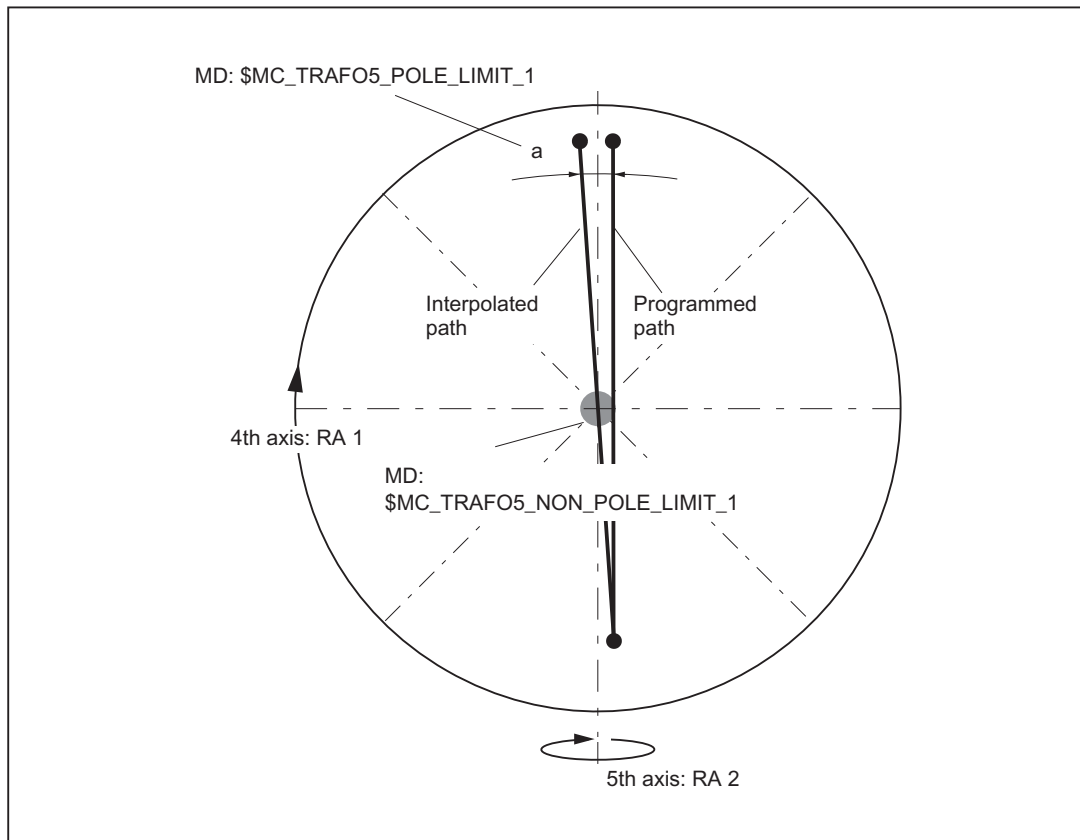 MD: $MC_TRAFO5_POLE_LIMIT_1
a
Interpolated
path
Programmed
path
4th axis: RA 1
MD:
$MC_TRAFO5_NON_POLE_LIMIT_1
5th axis: RA 2